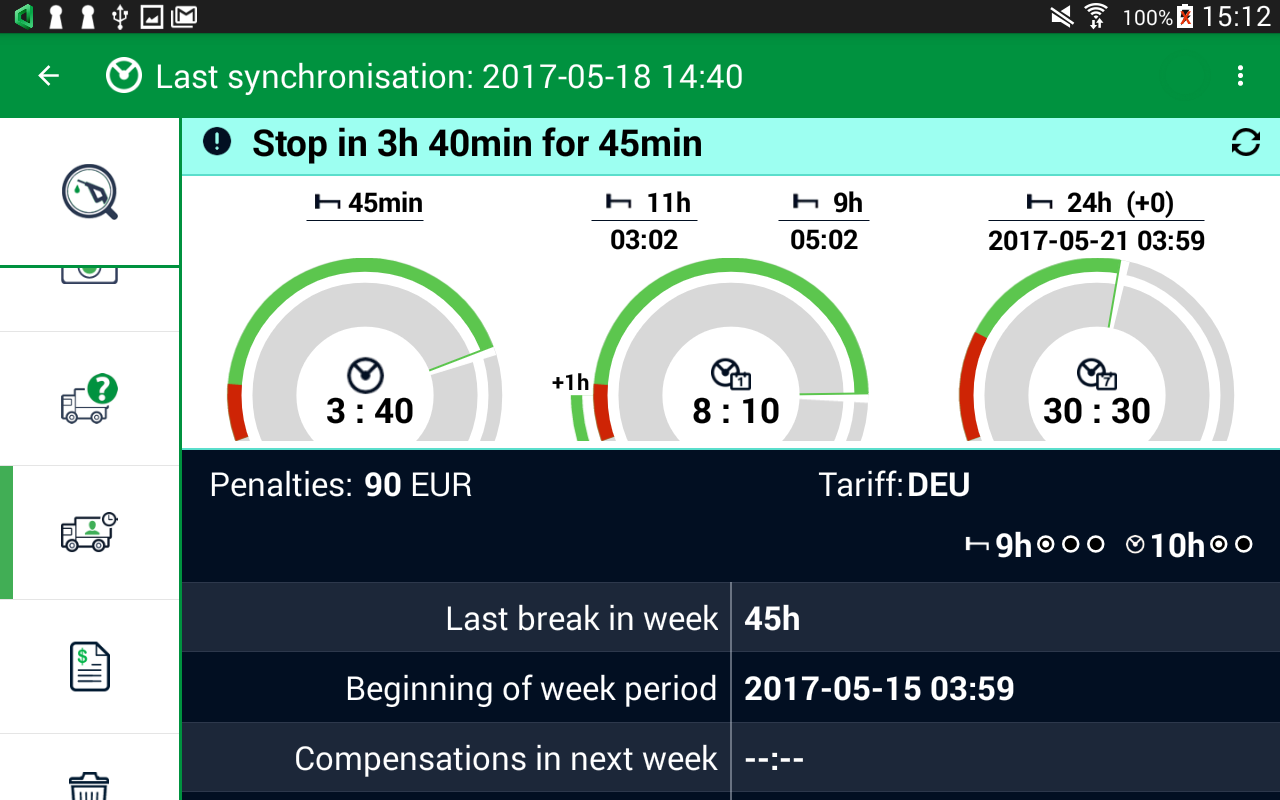 100% 15:12
Last synchronisation: 2017-05-18 14:40
Stop in 3h 40min for 45min
45min 11h 9h 24h (+0)
03:02 05:02 2017-05-21 03:59
+1h
1 7
3 : 40 8 : 10 30 : 30
Penalties: 90 EUR Tariff:DEU
9h 10h
Last break in week 45h
Beginning of week period 2017-05-15 03:59
Compensations in next week --:--